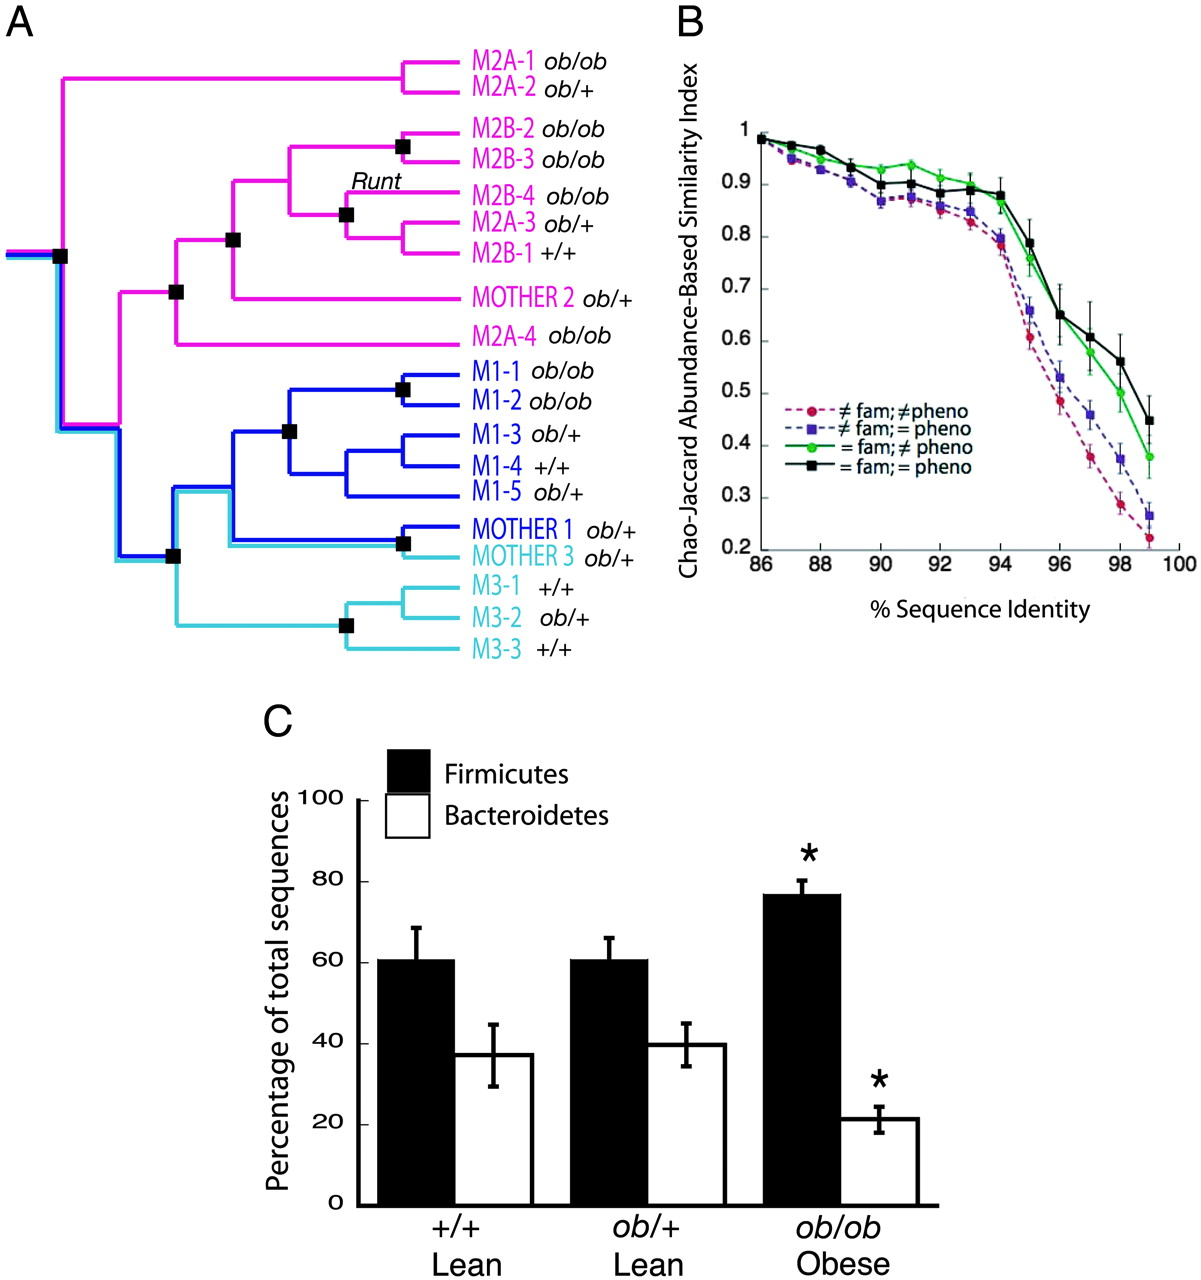 A
M2A-1 ob/ob
M2A-2 ob/+
M2B-2 ob/ob
M2B-3 ob/ob
Runt
M2B-4 ob/ob
M2A-3 ob/+
M2B-1 +/+
MOTHER 2 ob/+
M2A-4 ob/ob
M1-1 ob/ob
M1-2 ob/ob
M1-3 ob/+
M1-4 +/+
M1-5 ob/+
MOTHER 1 ob/+
MOTHER 3 ob/+
M3-1 +/+
M3-2 ob/+
M3-3 +/+
B
Chao-Jaccard Abundance-Based Similarity Index
1
0.9
0.8
0.7
0.6
0.5
0.4
0.3
0.2
≠ fam; ≠pheno
≠ fam; = pheno
= fam; ≠ pheno
= fam; = pheno
86 88 90 92 94 96 98 100
% Sequence Identity
C
Firmicutes
Bacteroidetes
Percentage of total sequences
100
80
60
40
20
0
*
*
+/+ ob/+ ob/ob
Lean Lean Obese